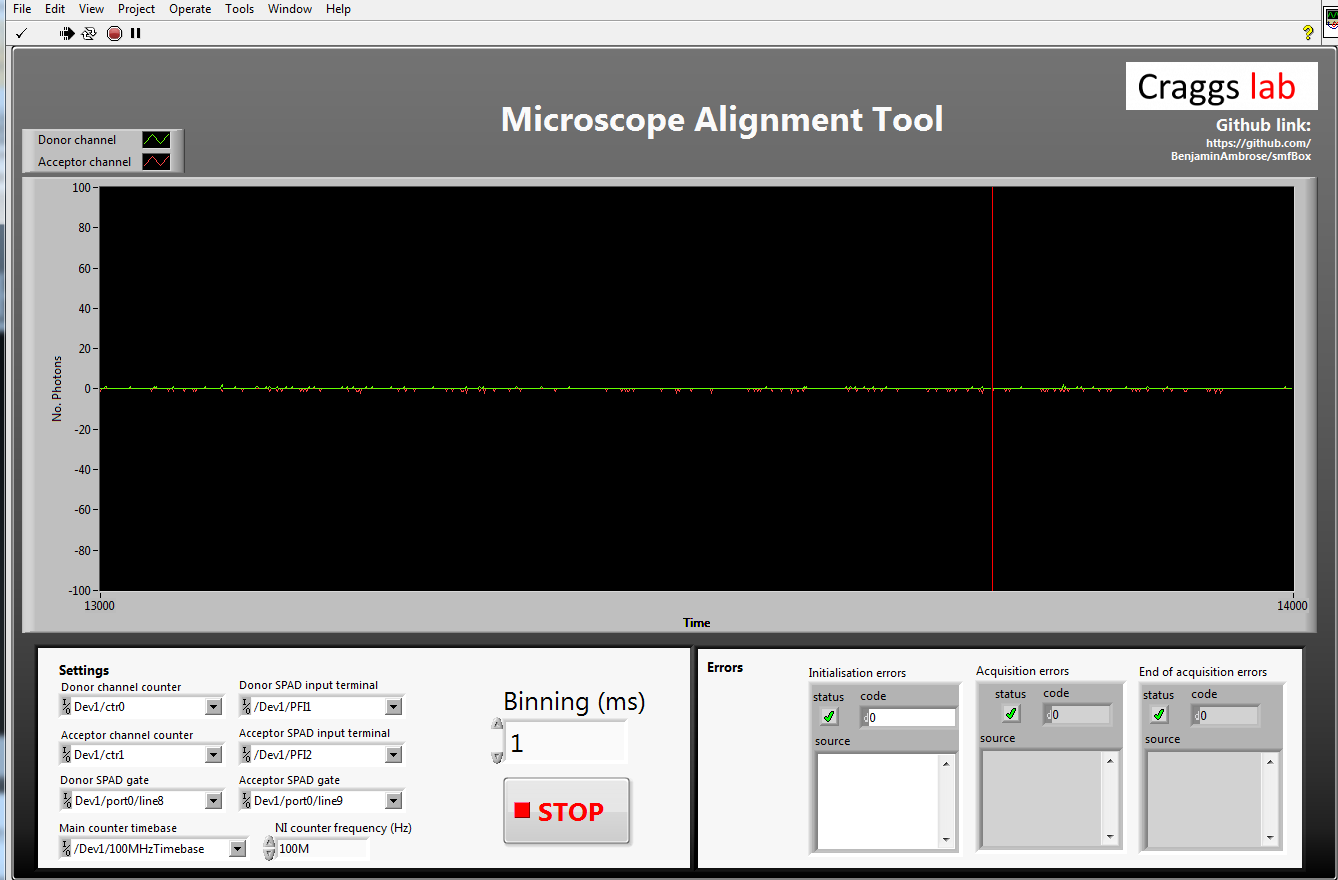 File Edit View Project Operate Tools Window Help
?
Craggs lab
Microscope Alignment Tool
Github link:
https://github.com/
BenjaminAmbrose/smfBox
Donor channel
Acceptor channel
100
80
60
40
20
0
-20
-40
-60
-80
-100
No. Photons
13000
14000
Time
Settings
Donor channel counter
Dev1/ctr0
Donor SPAD input terminal
/Dev1/PFI1
Acceptor channel counter
Dev1/ctr1
Acceptor SPAD input terminal
/Dev1/PFI2
Donor SPAD gate
Dev1/port0/line8
Acceptor SPAD gate
Dev1/port0/line9
Main counter timebase
/Dev1/100MHzTimebase
NI counter frequency (Hz)
100M
Binning (ms)
1
STOP
Errors
Initialisation errors
status code
d0
source
Acquisition errors
status code
d0
source
End of acquisition errors
status code
d0
source